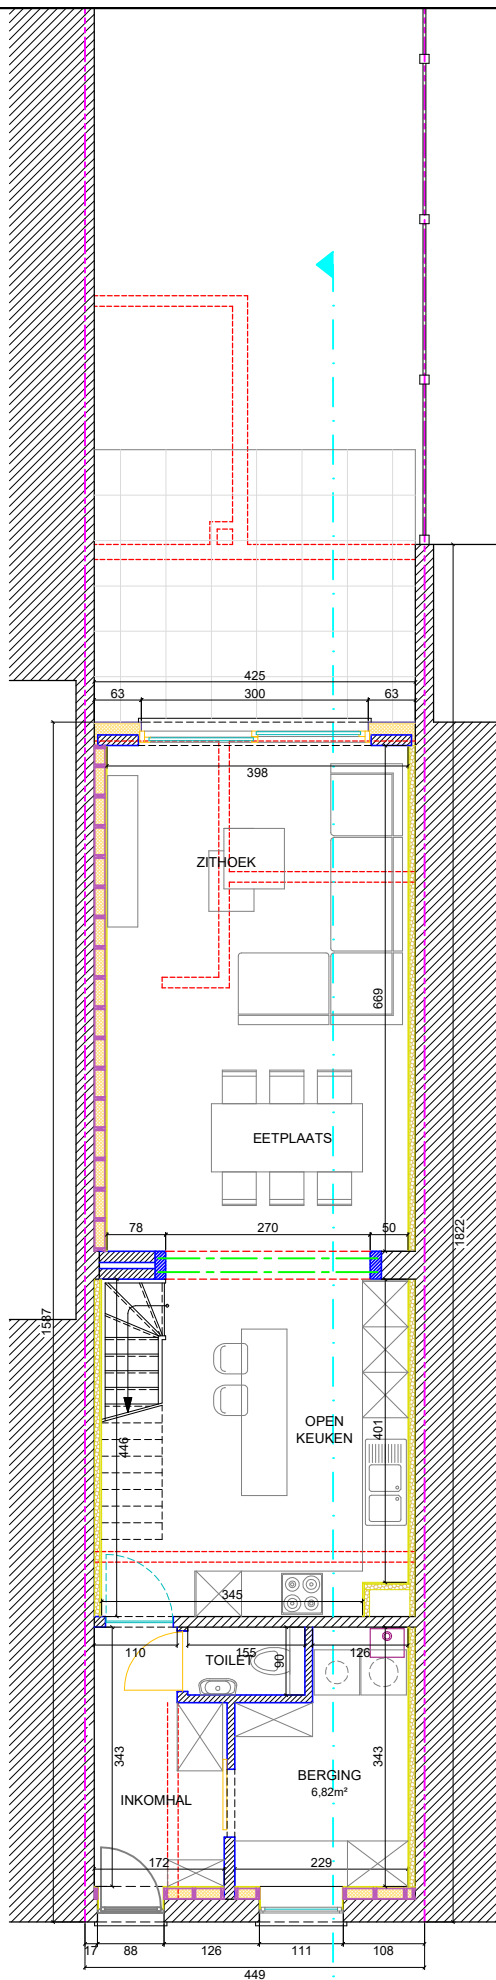 425
63 300 63
398
ZITHOEK
669
EETPLAATS
78 270 50
1822
1587
OPEN
KEUKEN
401
446
345
110 155 126
TOILET
90
343 343
BERGING
6,82m²
INKOMHAL
172 229
17 88 126 111 108
449